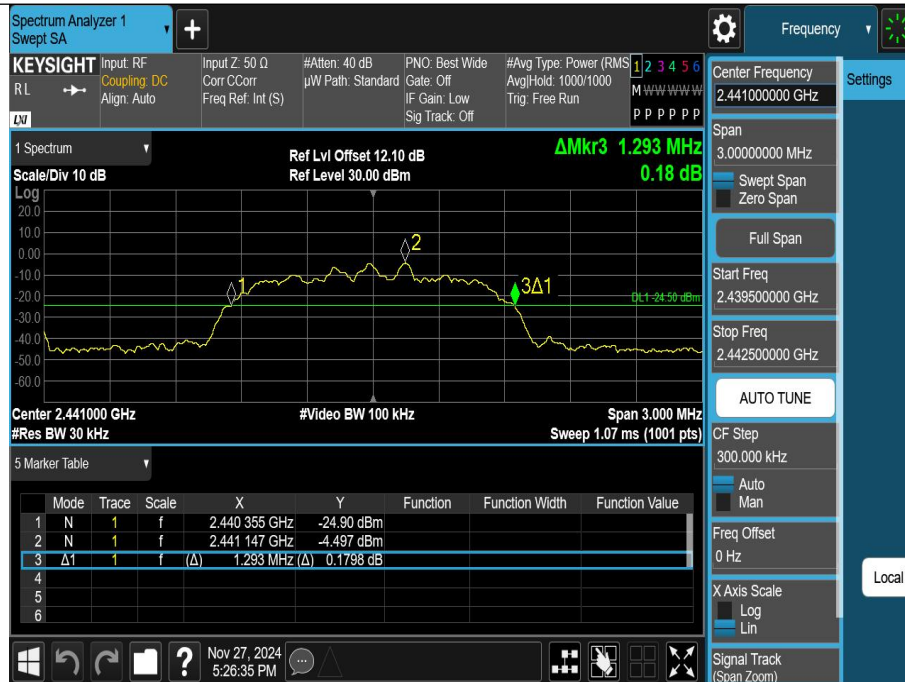 Spectrum Analyzer 1
Swept SA
+
Frequency
KEYSIGHT
RL
LXI
Input: RF
Coupling: DC
Align: Auto
Input Z: 50 Ω
Corr CCorr
Freq Ref: Int (S)
#Atten: 40 dB
µW Path: Standard
PNO: Best Wide
Gate: Off
IF Gain: Low
Sig Track: Off
#Avg Type: Power (RMS
Avg|Hold: 1000/1000
Trig: Free Run
1 2 3 4 5 6
M W W W W W
P P P P P P
1 Spectrum
Scale/Div 10 dB
Ref Lvl Offset 12.10 dB
Ref Level 30.00 dBm
ΔMkr3 1.293 MHz
0.18 dB
Log
20.0
10.0
0.00
-10.0
-20.0
-30.0
-40.0
-50.0
-60.0
1
2
3Δ1
DL1 -24.50 dBm
Center 2.441000 GHz
#Video BW 100 kHz
Span 3.000 MHz
#Res BW 30 kHz
Sweep 1.07 ms (1001 pts)
5 Marker Table
Mode Trace Scale X Y Function Function Width Function Value
1 N 1 f 2.440 355 GHz -24.90 dBm
2 N 1 f 2.441 147 GHz -4.497 dBm
3 Δ1 1 f (Δ) 1.293 MHz (Δ) 0.1798 dB
4
5
6
?
Nov 27, 2024
5:26:35 PM
Center Frequency
2.441000000 GHz
Settings
Span
3.00000000 MHz
Swept Span
Zero Span
Full Span
Start Freq
2.439500000 GHz
Stop Freq
2.442500000 GHz
AUTO TUNE
CF Step
300.000 kHz
Auto
Man
Freq Offset
0 Hz
Local
X Axis Scale
Log
Lin
Signal Track
(Span Zoom)